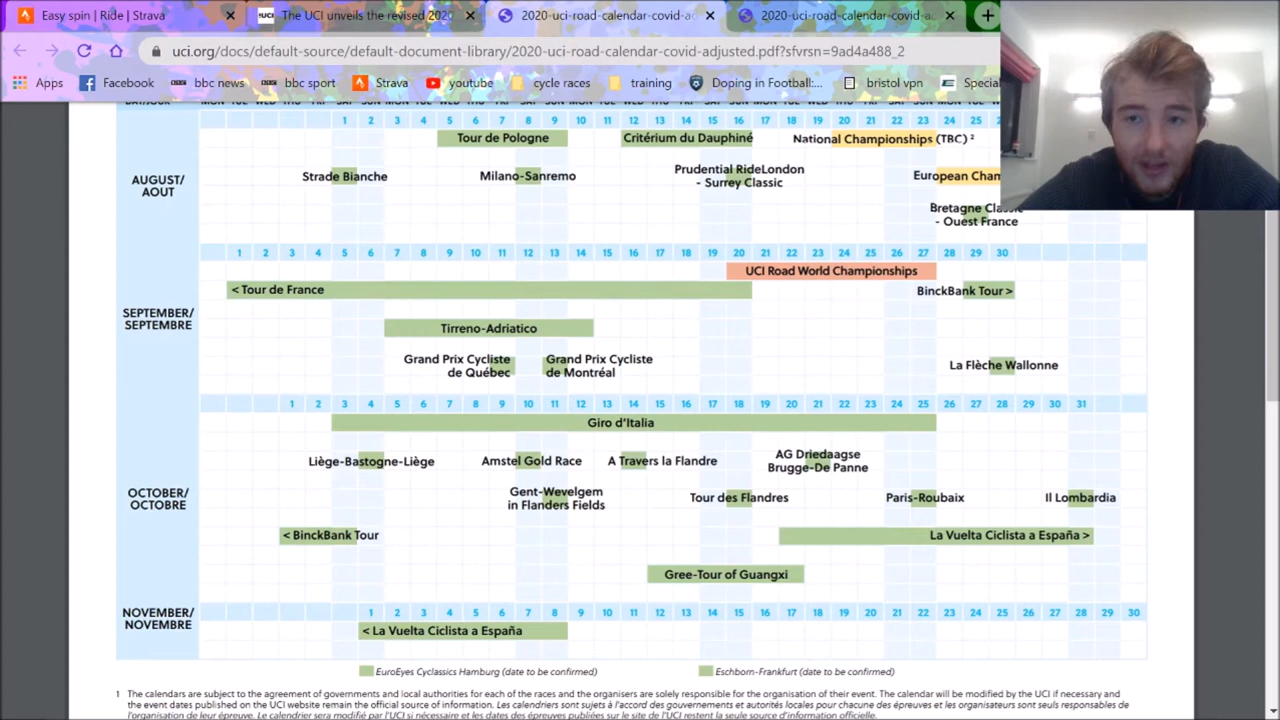 Easy spin | Ride | Strava
The UCI unveils the revised 2020
2020-uci-road-calendar-covid-ad
2020-uci-road-calendar-covid-ac
uci.org/docs/default-source/default-document-library/2020-uci-road-calendar-covid-adjusted.pdf?sfvrsn=9ad4a488_2
Apps Facebook bbc news bbc sport Strava youtube cycle races training Doping in Football:... bristol vpn Special
1 2 3 4 5 6 7 8 9 10 11 12 13 14 15 16 17 18 19 20 21 22 23 24 25
Tour de Pologne Critérium du Dauphiné National Championships (TBC) ²
AUGUST/
AOUT
Strade Bianche Milano-Sanremo Prudential RideLondon
- Surrey Classic
European Cham
Bretagne Classic
- Ouest France
1 2 3 4 5 6 7 8 9 10 11 12 13 14 15 16 17 18 19 20 21 22 23 24 25 26 27 28 29 30
UCI Road World Championships
< Tour de France BinckBank Tour >
SEPTEMBER/
SEPTEMBRE
Tirreno-Adriatico
Grand Prix Cycliste
de Québec
Grand Prix Cycliste
de Montréal
La Flèche Wallonne
1 2 3 4 5 6 7 8 9 10 11 12 13 14 15 16 17 18 19 20 21 22 23 24 25 26 27 28 29 30 31
Giro d'Italia
Liège-Bastogne-Liège Amstel Gold Race A Travers la Flandre AG Driedaagse
Brugge-De Panne
OCTOBER/
OCTOBRE
Gent-Wevelgem
in Flanders Fields
Tour des Flandres Paris-Roubaix Il Lombardia
< BinckBank Tour La Vuelta Ciclista a España >
Gree-Tour of Guangxi
NOVEMBER/
NOVEMBRE
1 2 3 4 5 6 7 8 9 10 11 12 13 14 15 16 17 18 19 20 21 22 23 24 25 26 27 28 29 30
< La Vuelta Ciclista a España
EuroEyes Cyclassics Hamburg (date to be confirmed) Eschborn-Frankfurt (date to be confirmed)
1 The calendars are subject to the agreement of governments and local authorities for each of the races and the organisers are solely responsible for the organisation of their event. The calendar will be modified by the UCI if necessary and
the event dates published on the UCI website remain the official source of information. Les calendriers sont sujets à l'accord des gouvernements et autorités locales pour chacun des épreuves et les organisateurs sont seuls responsables de
l'organisation de leur épreuve. Le calendrier sera modifié par l'UCI si nécessaire et les dates des épreuves publiées sur le site de l'UCI restent la seule source d'information officielle.